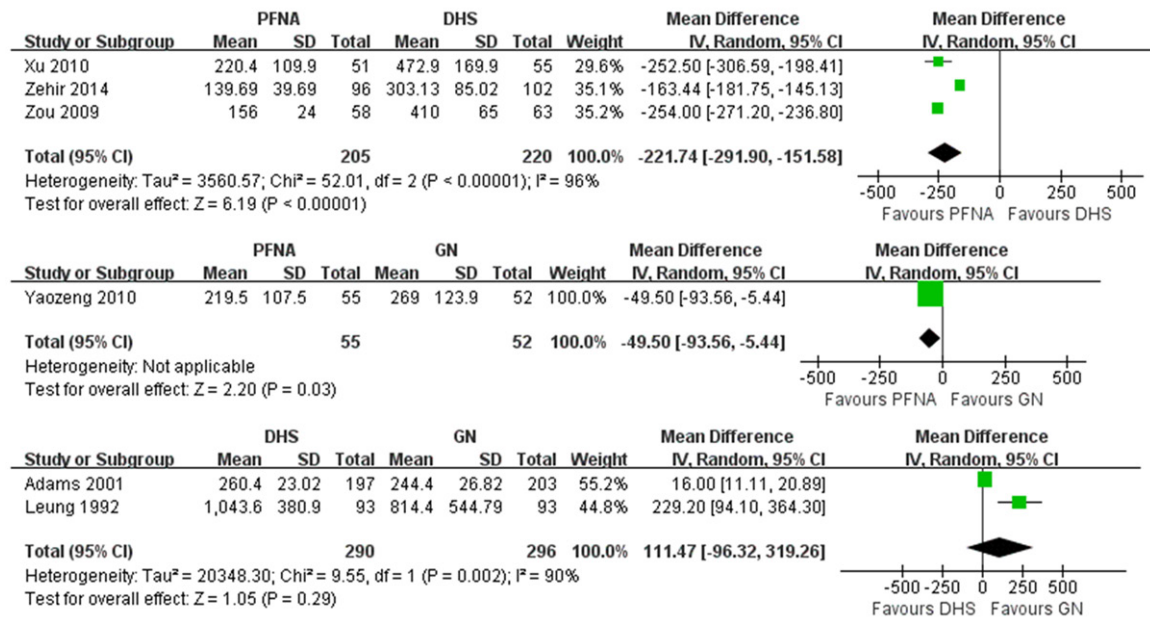 PFNA DHS Mean Difference Mean Difference
Study or Subgroup Mean SD Total Mean SD Total Weight IV, Random, 95% CI IV, Random, 95% CI
Xu 2010 220.4 109.9 51 472.9 169.9 55 29.6% -252.50 [-306.59, -198.41]
Zehir 2014 139.69 39.69 96 303.13 85.02 102 35.1% -163.44 [-181.75, -145.13]
Zou 2009 156 24 58 410 65 63 35.2% -254.00 [-271.20, -236.80]
Total (95% CI) 205 220 100.0% -221.74 [-291.90, -151.58]
Heterogeneity: Tau² = 3560.57; Chi² = 52.01, df = 2 (P < 0.00001); I² = 96%
-500 -250 0 250 500
Test for overall effect: Z = 6.19 (P < 0.00001)
Favours PFNA Favours DHS
PFNA GN Mean Difference Mean Difference
Study or Subgroup Mean SD Total Mean SD Total Weight IV, Random, 95% CI IV, Random, 95% CI
Yaozeng 2010 219.5 107.5 55 269 123.9 52 100.0% -49.50 [-93.56, -5.44]
Total (95% CI) 55 52 100.0% -49.50 [-93.56, -5.44]
Heterogeneity: Not applicable
-500 -250 0 250 500
Test for overall effect: Z = 2.20 (P = 0.03)
Favours PFNA Favours GN
DHS GN Mean Difference Mean Difference
Study or Subgroup Mean SD Total Mean SD Total Weight IV, Random, 95% CI IV, Random, 95% CI
Adams 2001 260.4 23.02 197 244.4 26.82 203 55.2% 16.00 [11.11, 20.89]
Leung 1992 1,043.6 380.9 93 814.4 544.79 93 44.8% 229.20 [94.10, 364.30]
Total (95% CI) 290 296 100.0% 111.47 [-96.32, 319.26]
Heterogeneity: Tau² = 20348.30; Chi² = 9.55, df = 1 (P = 0.002); I² = 90%
-500 -250 0 250 500
Test for overall effect: Z = 1.05 (P = 0.29)
Favours DHS Favours GN